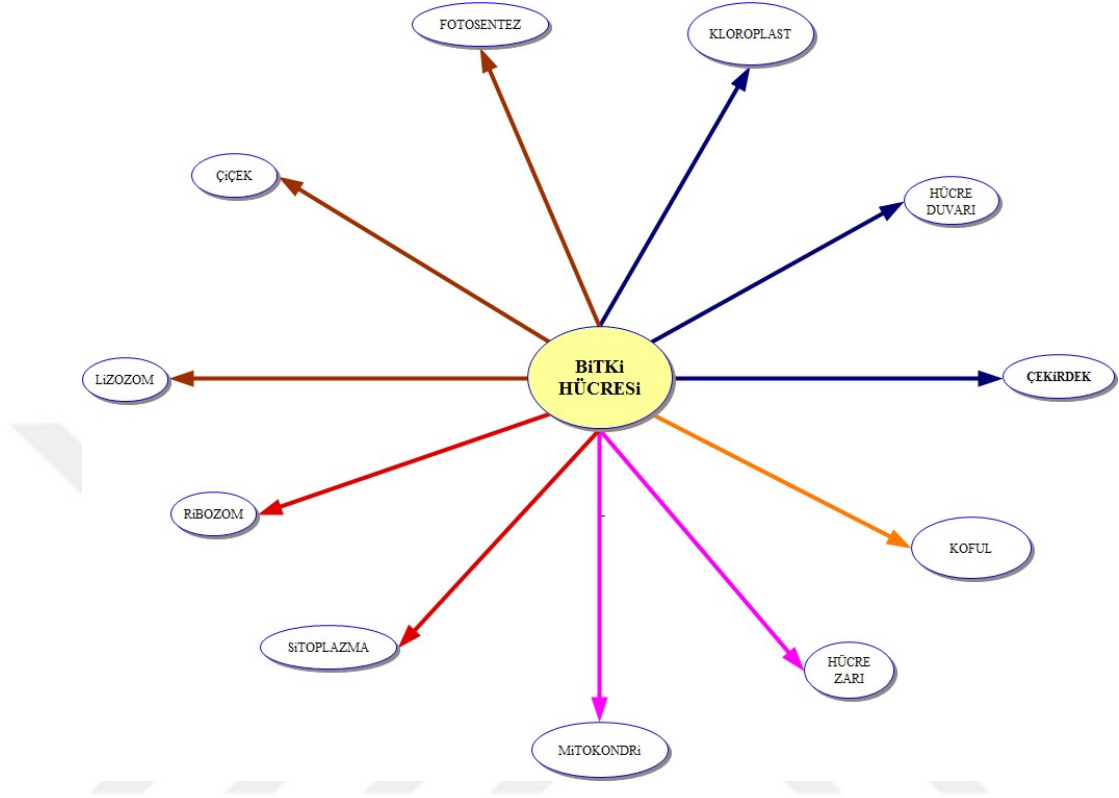 FOTOSENTEZ
KLOROPLAST
ÇiÇEK
HÜCRE
DUVARI
BiTKi
HÜCRESi
LiZOZOM
ÇEKiRDEK
RiBOZOM
KOFUL
SiTOPLAZMA
HÜCRE
ZARI
MiTOKONDRi